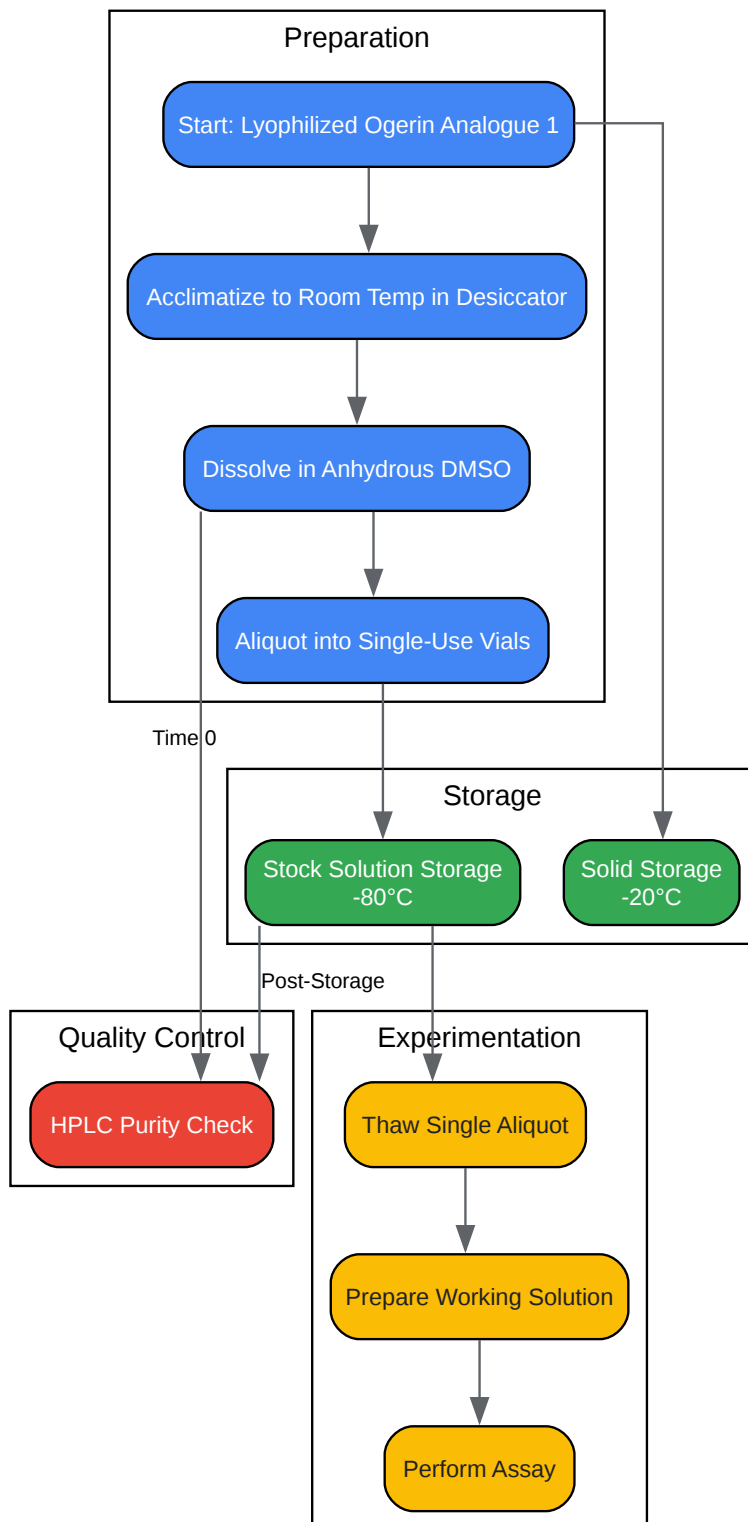 Preparation
Start: Lyophilized Ogerin Analogue 1
Acclimatize to Room Temp in Desiccator
Dissolve in Anhydrous DMSO
Aliquot into Single-Use Vials
Time 0
Storage
Stock Solution Storage
-80°C
Solid Storage
-20°C
Post-Storage
Quality Control
HPLC Purity Check
Experimentation
Thaw Single Aliquot
Prepare Working Solution
Perform Assay